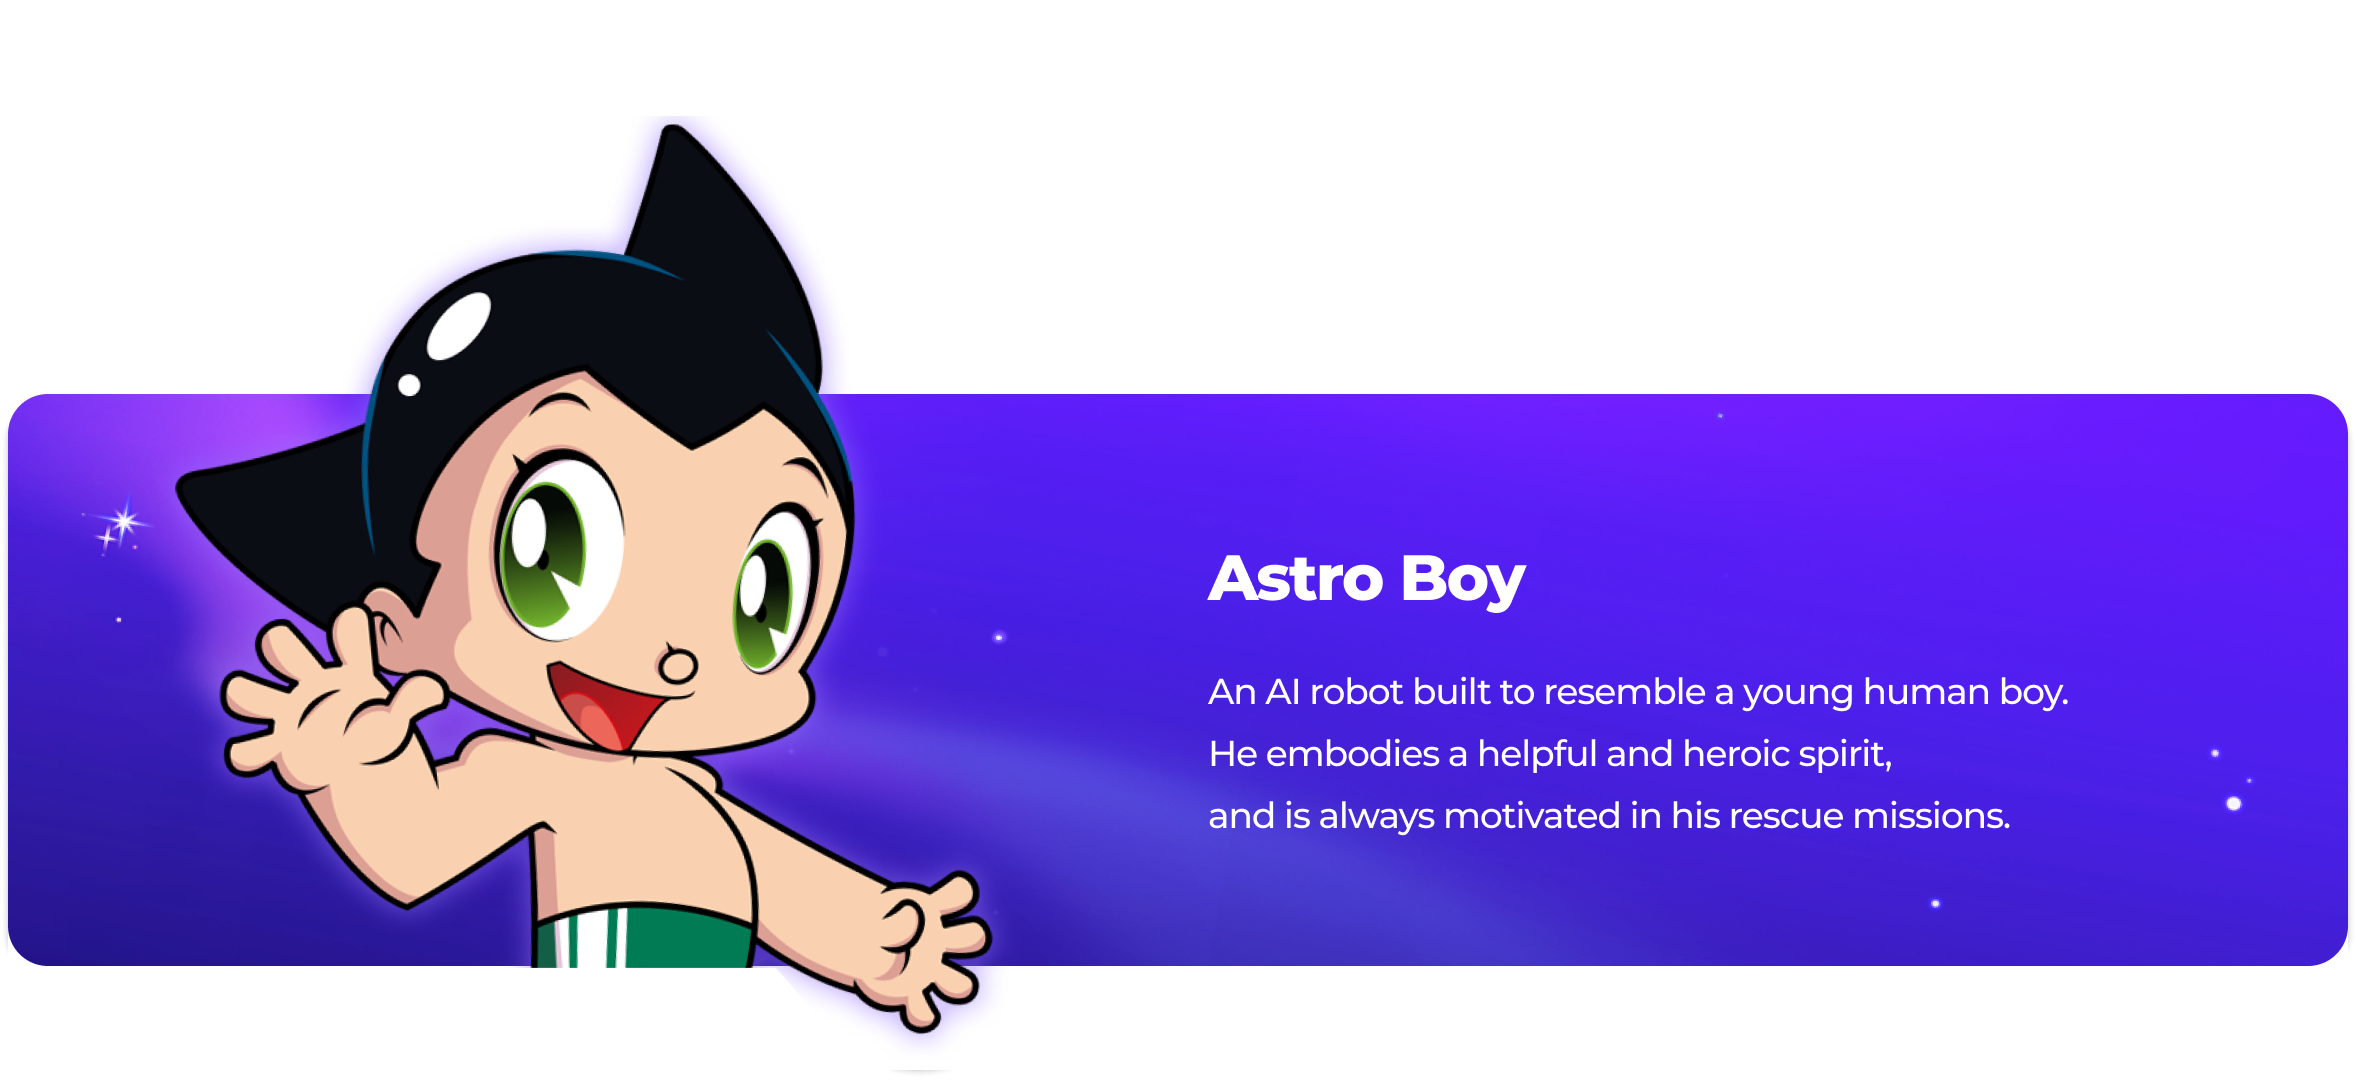 Astro Boy
An AI robot built to resemble a young human boy.
He embodies a helpful and heroic spirit,
and is always motivated in his rescue missions.